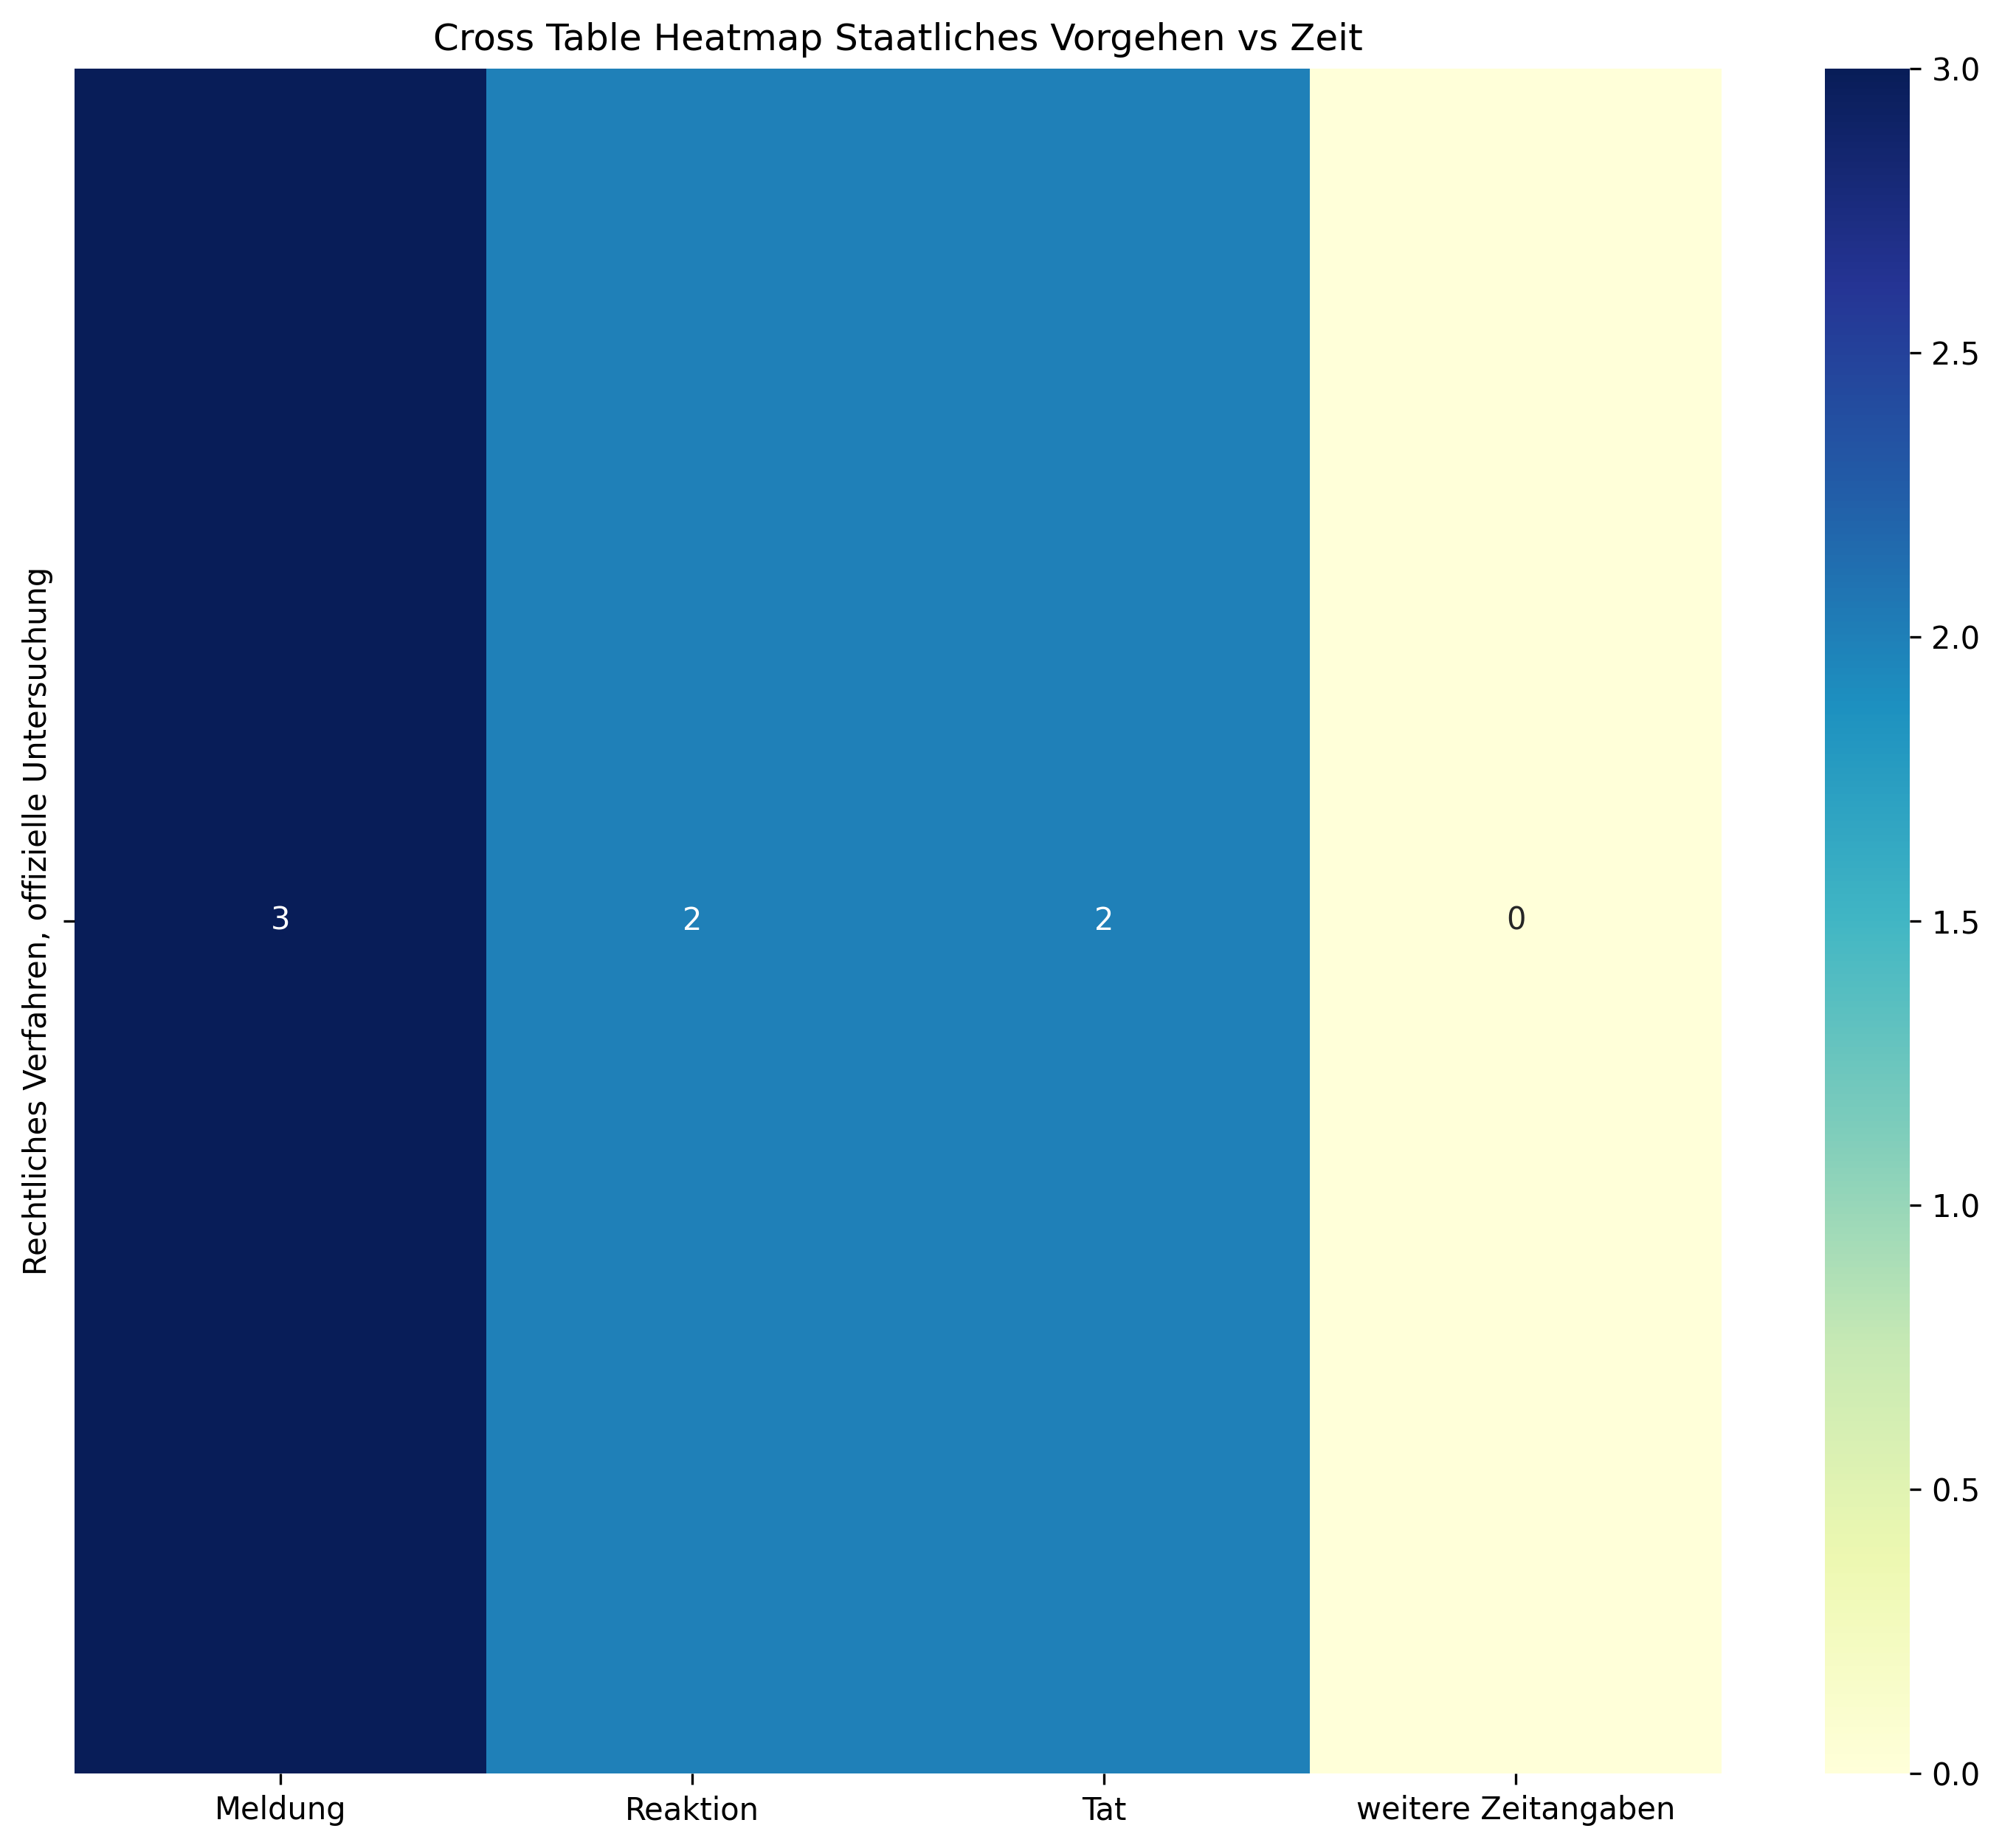 Cross Table Heatmap Staatliches Vorgehen vs Zeit
Rechtliches Verfahren, offizielle Untersuchung
3 2 2 0
Meldung Reaktion Tat weitere Zeitangaben
3.0
2.5
2.0
1.5
1.0
0.5
0.0